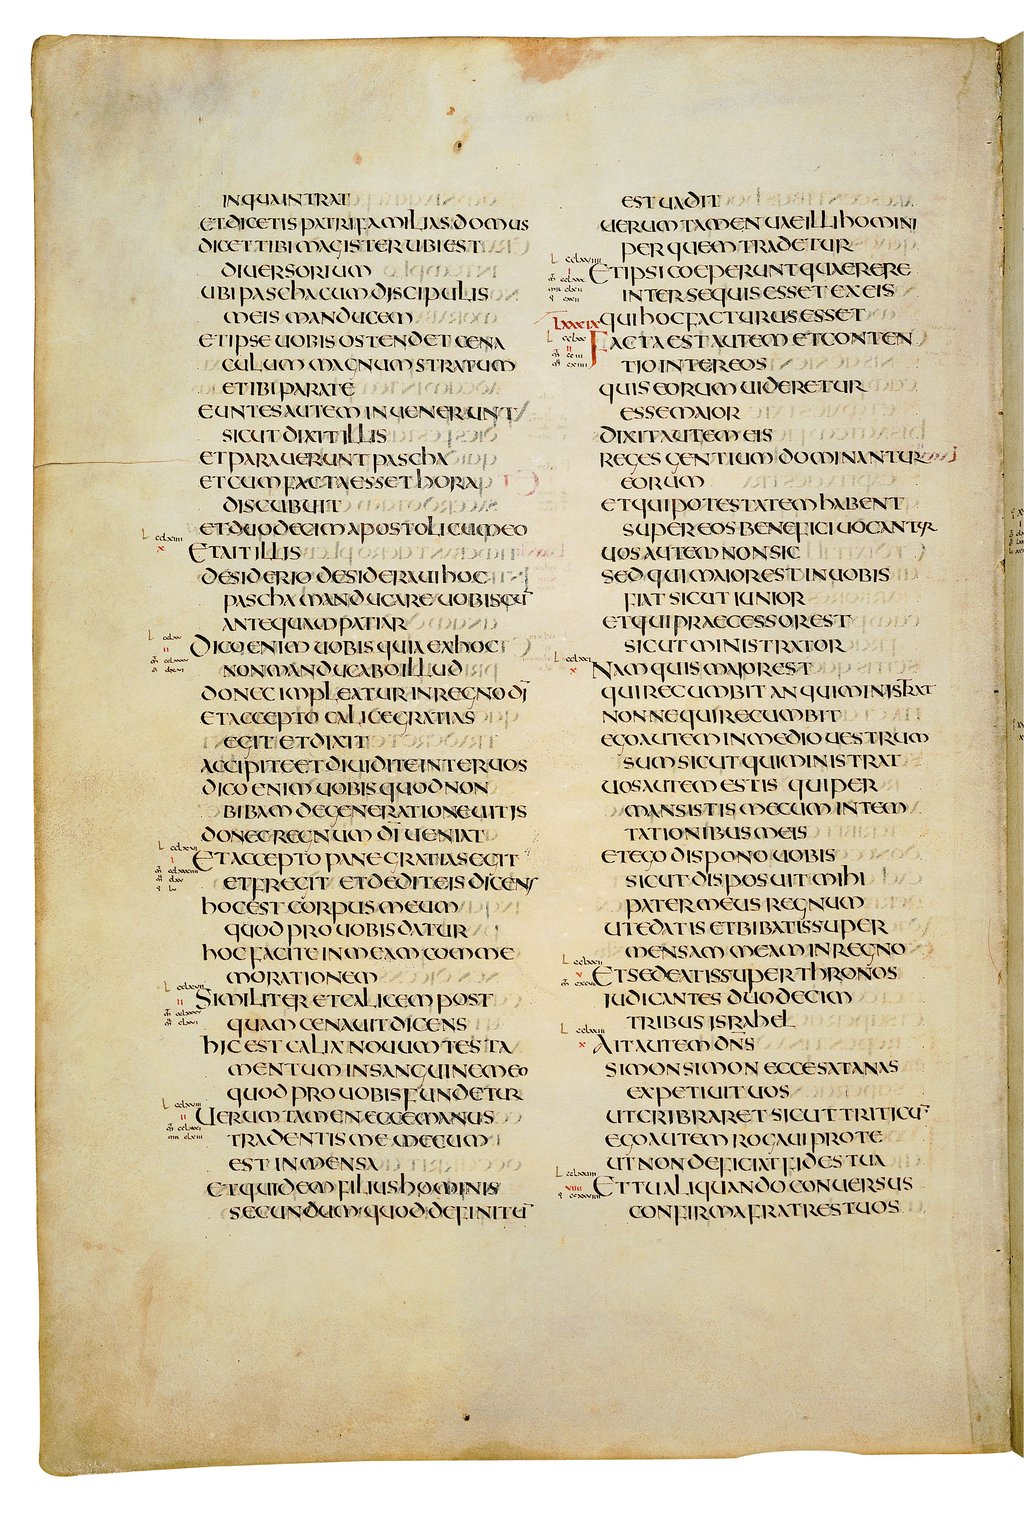 INQUAINTRAT
ETDICETIS PATRIFAMILIAS DOMUS
DICET TIBI MAGISTER UBI EST
DIUERSORIUM
UBI PASCHA CUM DISCIPULIS
MEIS MANDUCEM
ET IPSE UOBIS OSTENDET CENA
CULUM MAGNUM STRATUM
ET IBI PARATE
EUNTES AUTEM INUENERUNT
SICUT DIXIT ILLIS
ET PARAUERUNT PASCHA
ET CUM FACTA ESSET HORA
DISCUBUIT
ET DUODECIM APOSTOLI CUM EO
ET AIT ILLIS
DESIDERIO DESIDERAUI HOC
PASCHA MANDUCARE UOBISCŪ
ANTEQUAM PATIAR
DICO ENIM UOBIS QUIA EX HOC
NON MANDUCABO ILLUD
DONEC IMPLEATUR IN REGNO DĪ
ET ACCEPTO CALICE GRATIAS
EGIT ET DIXIT
ACCIPITE ET DIUIDITE INTER UOS
DICO ENIM UOBIS QUOD NON
BIBAM DE GENERATIONE UITIS
DONEC REGNUM DĪ UENIAT
ET ACCEPTO PANE GRATIAS EGIT
ET FREGIT ET DEDIT EIS DICENS
HOC EST CORPUS MEUM
QUOD PRO UOBIS DATUR
HOC FACITE IN MEAM COMME
MORATIONEM
SIMILITER ET CALICEM POST
QUAM CENAUIT DICENS
HIC EST CALIX NOUUM TESTA
MENTUM IN SANGUINE MEO
QUOD PRO UOBIS FUNDETUR
UERUM TAMEN ECCE MANUS
TRADENTIS ME MECUM
EST IN MENSA
ET QUIDEM FILIUS HOMINIS
SECUNDUM QUOD DEFINITŪ
EST UADIT
UERUM TAMEN UAE ILLI HOMINI
PER QUEM TRADETUR
ET IPSI COEPERUNT QUAERERE
INTER SE QUIS ESSET EX EIS
QUI HOC FACTURUS ESSET
LXXXIX
FACTA EST AUTEM ET CONTEN
TIO INTER EOS
QUIS EORUM UIDERETUR
ESSE MAIOR
DIXIT AUTEM EIS
REGES GENTIUM DOMINANTUR
EORUM
ET QUI POTESTATEM HABENT
SUPER EOS BENEFICI UOCANTUR
UOS AUTEM NON SIC
SED QUI MAIOR EST IN UOBIS
FIAT SICUT IUNIOR
ET QUI PRAECESSOR EST
SICUT MINISTRATOR
NAM QUIS MAIOR EST
QUI RECUMBIT AN QUI MINISTRAT
NONNE QUI RECUMBIT
EGO AUTEM IN MEDIO UESTRUM
SUM SICUT QUI MINISTRAT
UOS AUTEM ESTIS QUI PER
MANSISTIS MECUM IN TEM
TATIONIBUS MEIS
ET EGO DISPONO UOBIS
SICUT DISPOSUIT MIHI
PATER MEUS REGNUM
UT EDATIS ET BIBATIS SUPER
MENSAM MEAM IN REGNO
ET SEDEATIS SUPER THRONOS
IUDICANTES DUODECIM
TRIBUS ISRAHEL
AIT AUTEM DN̄S
SIMON SIMON ECCE SATANAS
EXPETIUIT UOS
UT CRIBRARET SICUT TRITICŪ
EGO AUTEM ROGAUI PRO TE
UT NON DEFICIAT FIDES TUA
ET TU ALIQUANDO CONUERSUS
CONFIRMA FRATRES TUOS